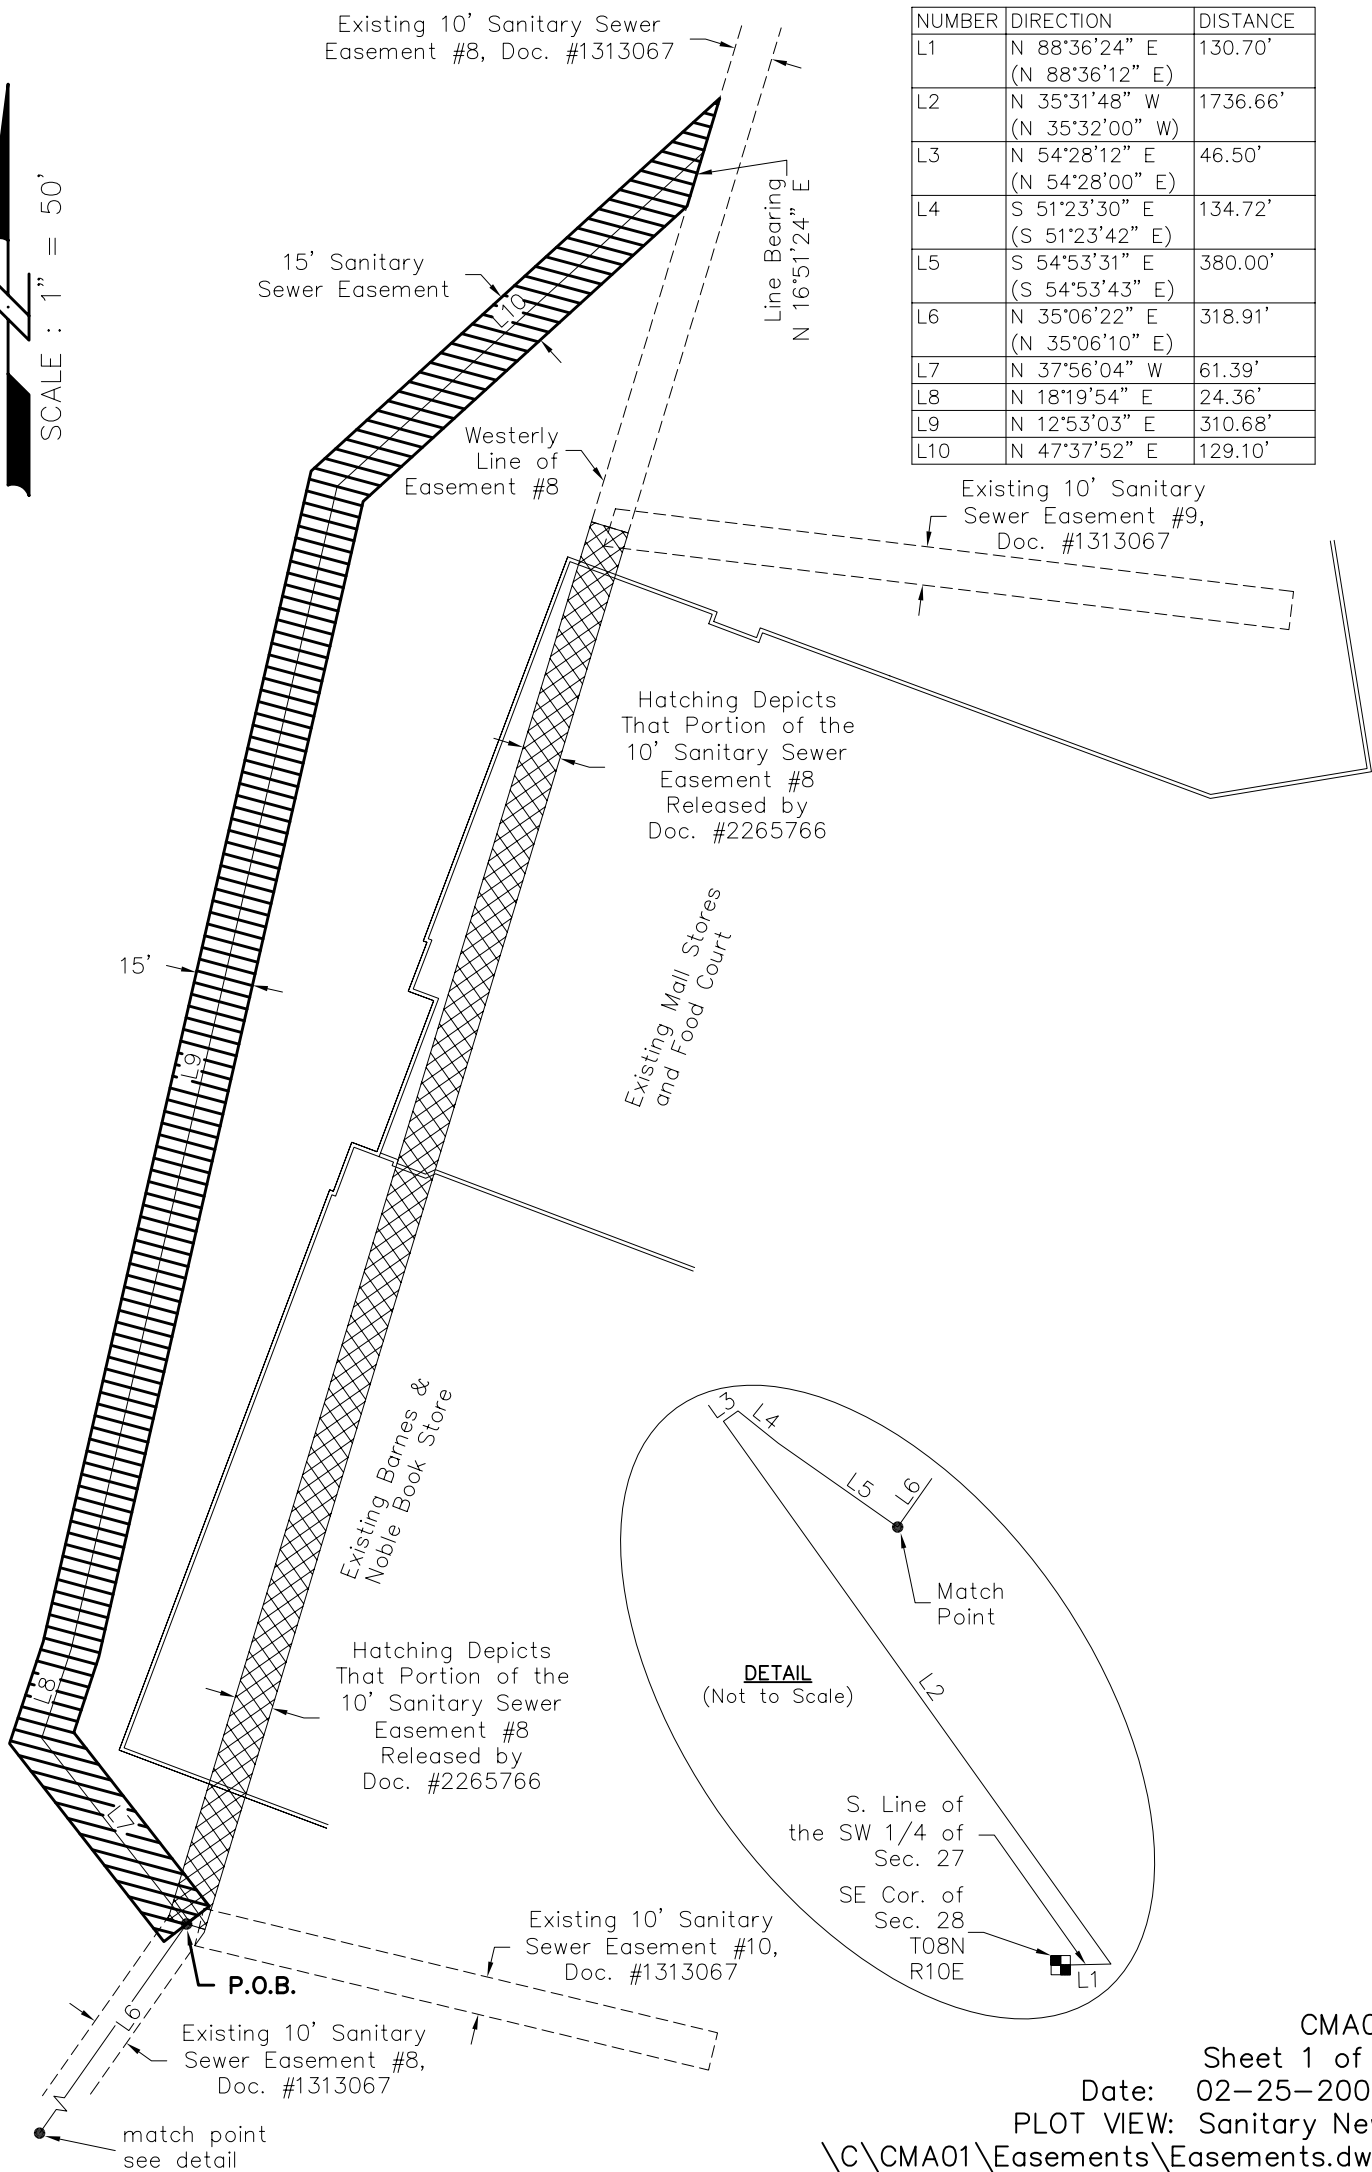 Existing 10' Sanitary Sewer
Easement #8, Doc. #1313067
NUMBER DIRECTION DISTANCE
L1 N 88°36'24" E 130.70'
(N 88°36'12" E)
L2 N 35°31'48" W 1736.66'
(N 35°32'00" W)
L3 N 54°28'12" E 46.50'
(N 54°28'00" E)
L4 S 51°23'30" E 134.72'
(S 51°23'42" E)
L5 S 54°53'31" E 380.00'
(S 54°53'43" E)
L6 N 35°06'22" E 318.91'
(N 35°06'10" E)
L7 N 37°56'04" W 61.39'
L8 N 18°19'54" E 24.36'
L9 N 12°53'03" E 310.68'
L10 N 47°37'52" E 129.10'
SCALE : 1" = 50'
15' Sanitary
Sewer Easement
L10
Line Bearing
N 16°51'24" E
Westerly
Line of
Easement #8
Existing 10' Sanitary
Sewer Easement #9,
Doc. #1313067
Hatching Depicts
That Portion of the
10' Sanitary Sewer
Easement #8
Released by
Doc. #2265766
15'
L9
Existing Mall Stores
and Food Court
Existing Barnes &
Noble Book Store
Hatching Depicts
That Portion of the
10' Sanitary Sewer
Easement #8
Released by
Doc. #2265766
L8
L7
P.O.B.
L6
Existing 10' Sanitary
Sewer Easement #10,
Doc. #1313067
Existing 10' Sanitary
Sewer Easement #8,
Doc. #1313067
match point
see detail
L3
L4
L5
L6
Match
Point
DETAIL
(Not to Scale)
L2
S. Line of
the SW 1/4 of
Sec. 27
SE Cor. of
Sec. 28
T08N
R10E
L1
Sheet 1 of
Date: 02-25-200
PLOT VIEW: Sanitary
\C\CMA01\Easements\Easements.dw